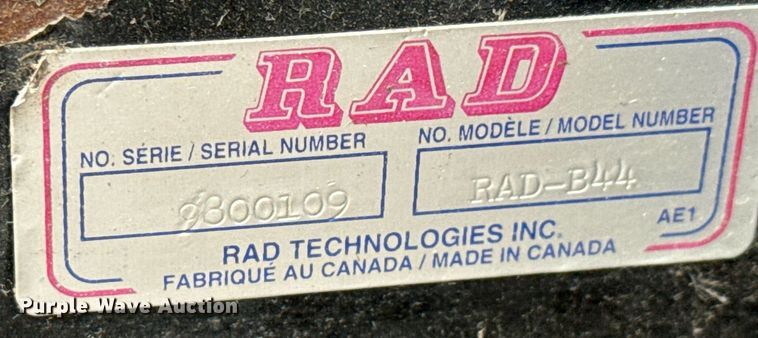 RAD
NO. SÉRIE / SERIAL NUMBER
NO. MODÈLE / MODEL NUMBER
9800109
RAD-B44
AE1
RAD TECHNOLOGIES INC.
FABRIQUÉ AU CANADA / MADE IN CANADA
Purple Wave Auction